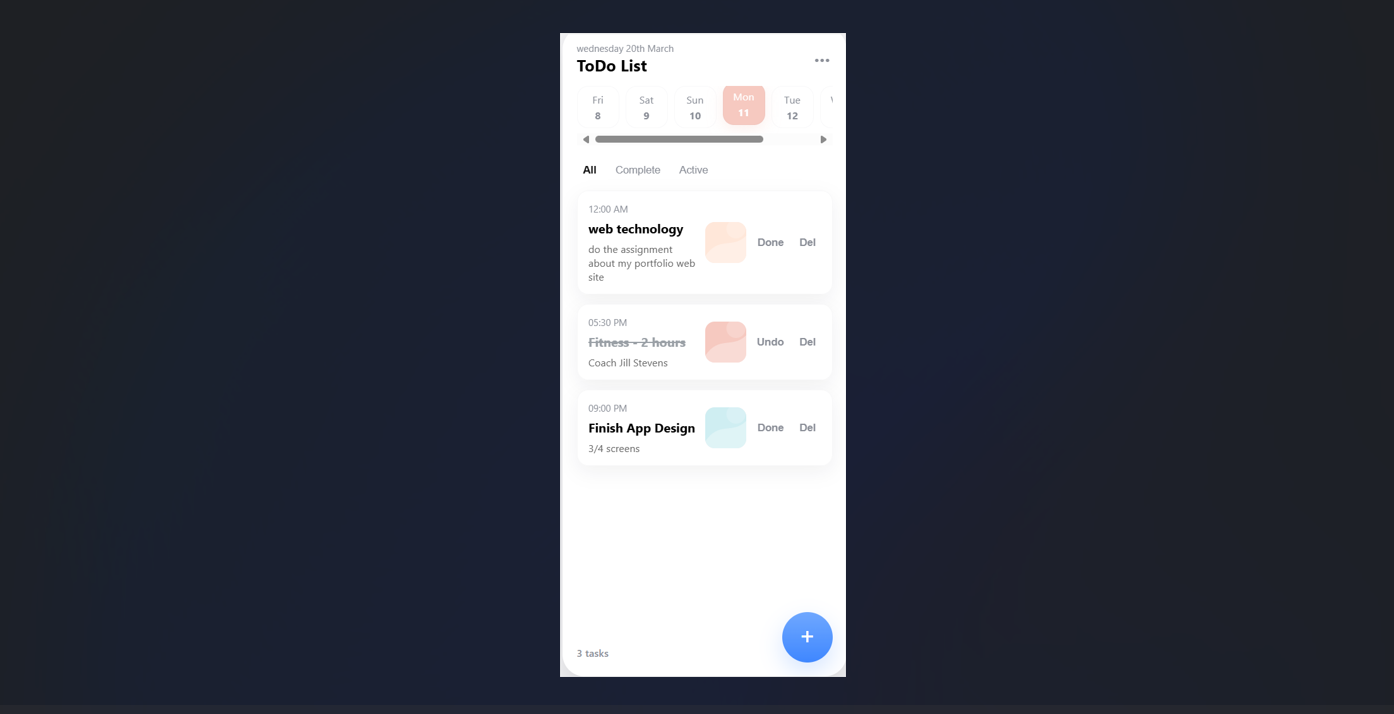 wednesday 20th March
ToDo List
•••
Fri Sat Sun Mon Tue
8 9 10 11 12
All Complete Active
12:00 AM
web technology
do the assignment
about my portfolio web
site
Done Del
05:30 PM
Fitness - 2 hours
Coach Jill Stevens
Undo Del
09:00 PM
Finish App Design
3/4 screens
Done Del
+
3 tasks